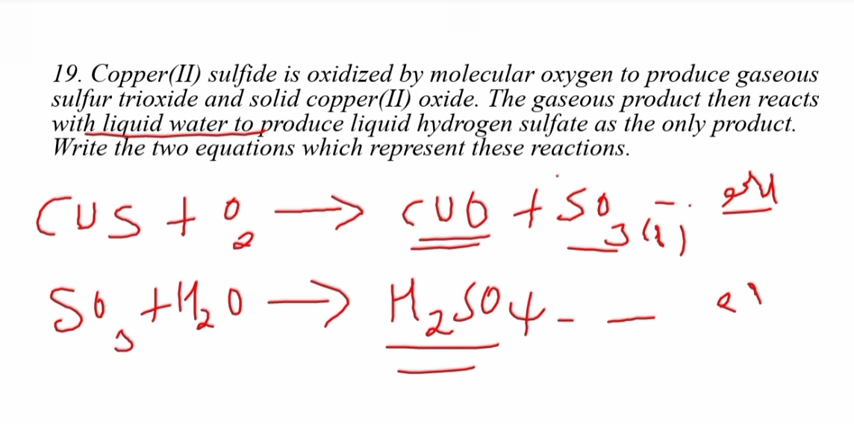 19. Copper(II) sulfide is oxidized by molecular oxygen to produce gaseous
sulfur trioxide and solid copper(II) oxide. The gaseous product then reacts
with liquid water to produce liquid hydrogen sulfate as the only product.
Write the two equations which represent these reactions.
CUS + O2 → CUO + SO3
SO3 + H2O → H2SO4 - -